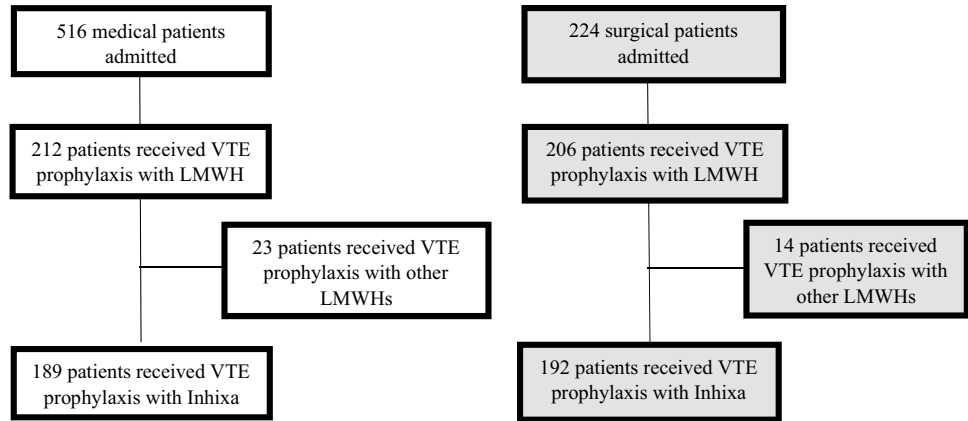 516 medical patients
admitted
212 patients received VTE
prophylaxis with LMWH
23 patients received VTE
prophylaxis with other
LMWHs
189 patients received VTE
prophylaxis with Inhixa
224 surgical patients
admitted
206 patients received VTE
prophylaxis with LMWH
14 patients received
VTE prophylaxis with
other LMWHs
192 patients received VTE
prophylaxis with Inhixa